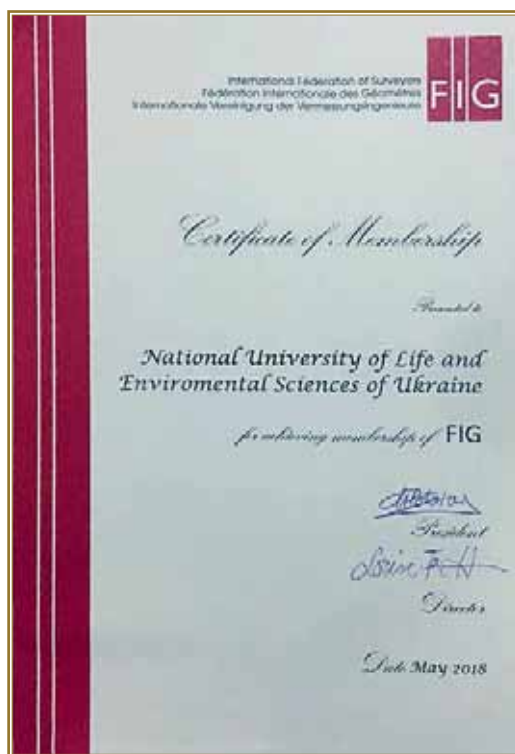 International Federation of Surveyors
Fédération Internationale des Géomètres
Internationale Vereinigung der Vermessungsingenieure
FIG
Certificate of Membership
Presented to
National University of Life and
Enviromental Sciences of Ukraine
for achieving membership of FIG
President
Director
Date May 2018